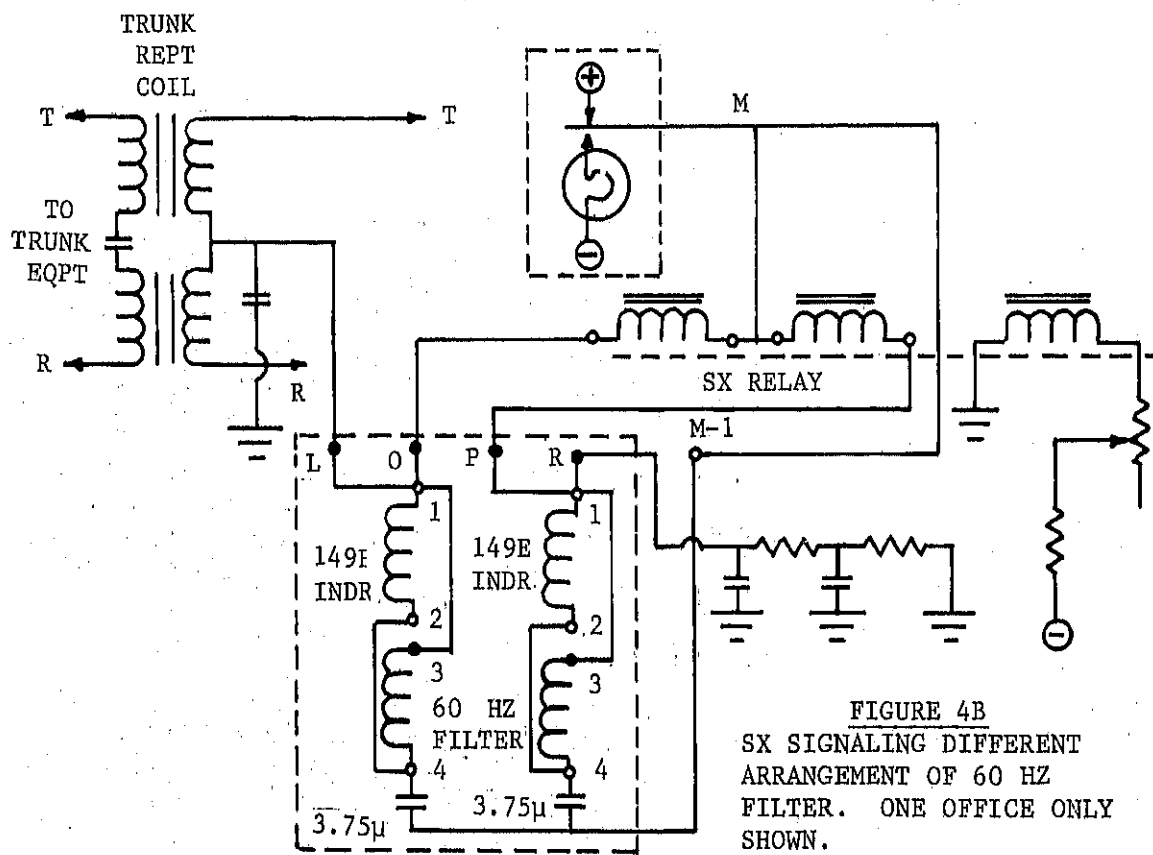 TRUNK
REPT
COIL
T
T
TO
TRUNK
EQPT
R
R
+
M
-
SX RELAY
M-1
L
O
P
R
1
1
149F
INDR
149E
INDR.
2
2
3
3
60 HZ
FILTER
4
4
3.75µ
3.75µ
-
FIGURE 4B
SX SIGNALING DIFFERENT
ARRANGEMENT OF 60 HZ
FILTER. ONE OFFICE ONLY
SHOWN.